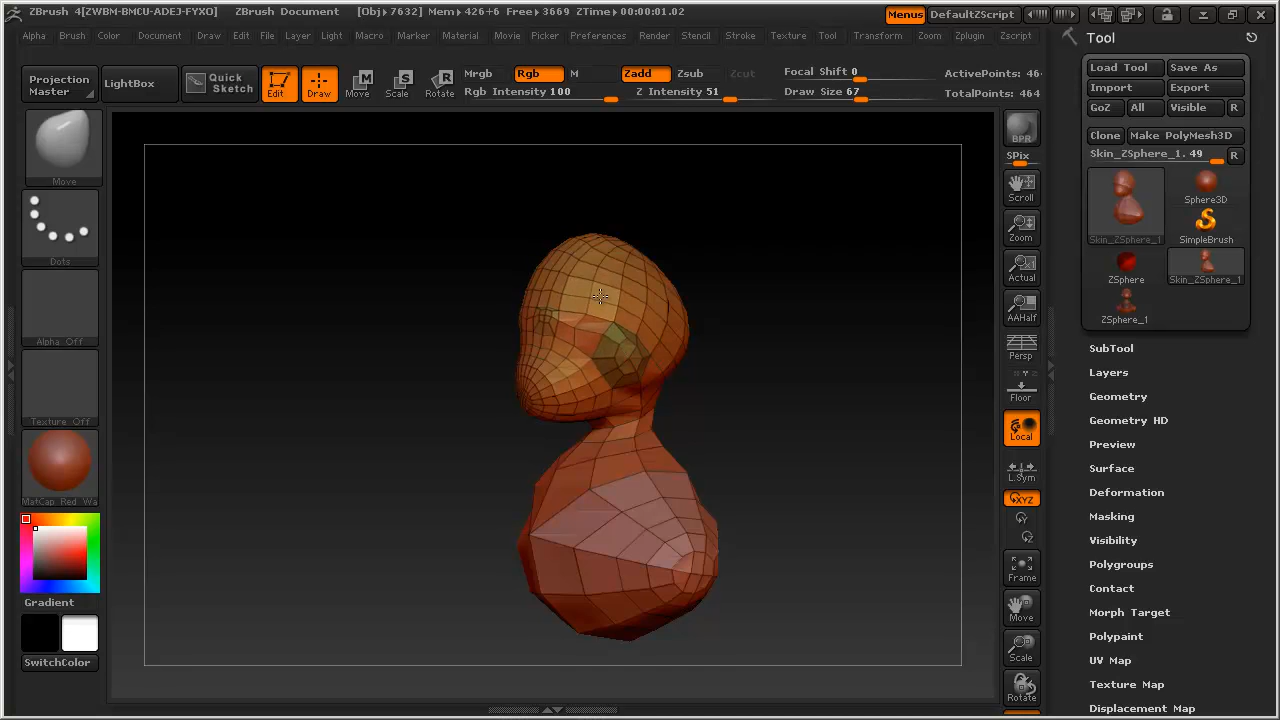 ZBrush 4[ZWBM-BMCU-ADEJ-FYXO] ZBrush Document [Obj▸7632] Mem▸426+6 Free▸3669 ZTime▸00:00:01.02 Menus DefaultZScript
Alpha Brush Color Document Draw Edit File Layer Light Macro Marker Material Movie Picker Preferences Render Stencil Stroke Texture Tool Transform Zoom Zplugin Zscript
Tool
Projection Master
LightBox
Quick Sketch
Edit
Draw
Move
Scale
Rotate
Mrgb Rgb M
Rgb Intensity 100
Zadd Zsub Zcut
Z Intensity 51
Focal Shift 0
Draw Size 67
ActivePoints: 46
TotalPoints: 464
Move
Dots
Alpha Off
Texture Off
MatCap Red Wa
Gradient
SwitchColor
BPR
SPix
Scroll
Zoom
Actual
AAHalf
Persp
Floor
Local
L.Sym
XYZ
Frame
Move
Scale
Rotate
Load Tool Save As
Import Export
GoZ All Visible R
Clone Make PolyMesh3D
Skin_ZSphere_1. 49 R
Skin_ZSphere_1
Sphere3D
SimpleBrush
ZSphere
Skin_ZSphere_1
ZSphere_1
SubTool
Layers
Geometry
Geometry HD
Preview
Surface
Deformation
Masking
Visibility
Polygroups
Contact
Morph Target
Polypaint
UV Map
Texture Map
Displacement Map